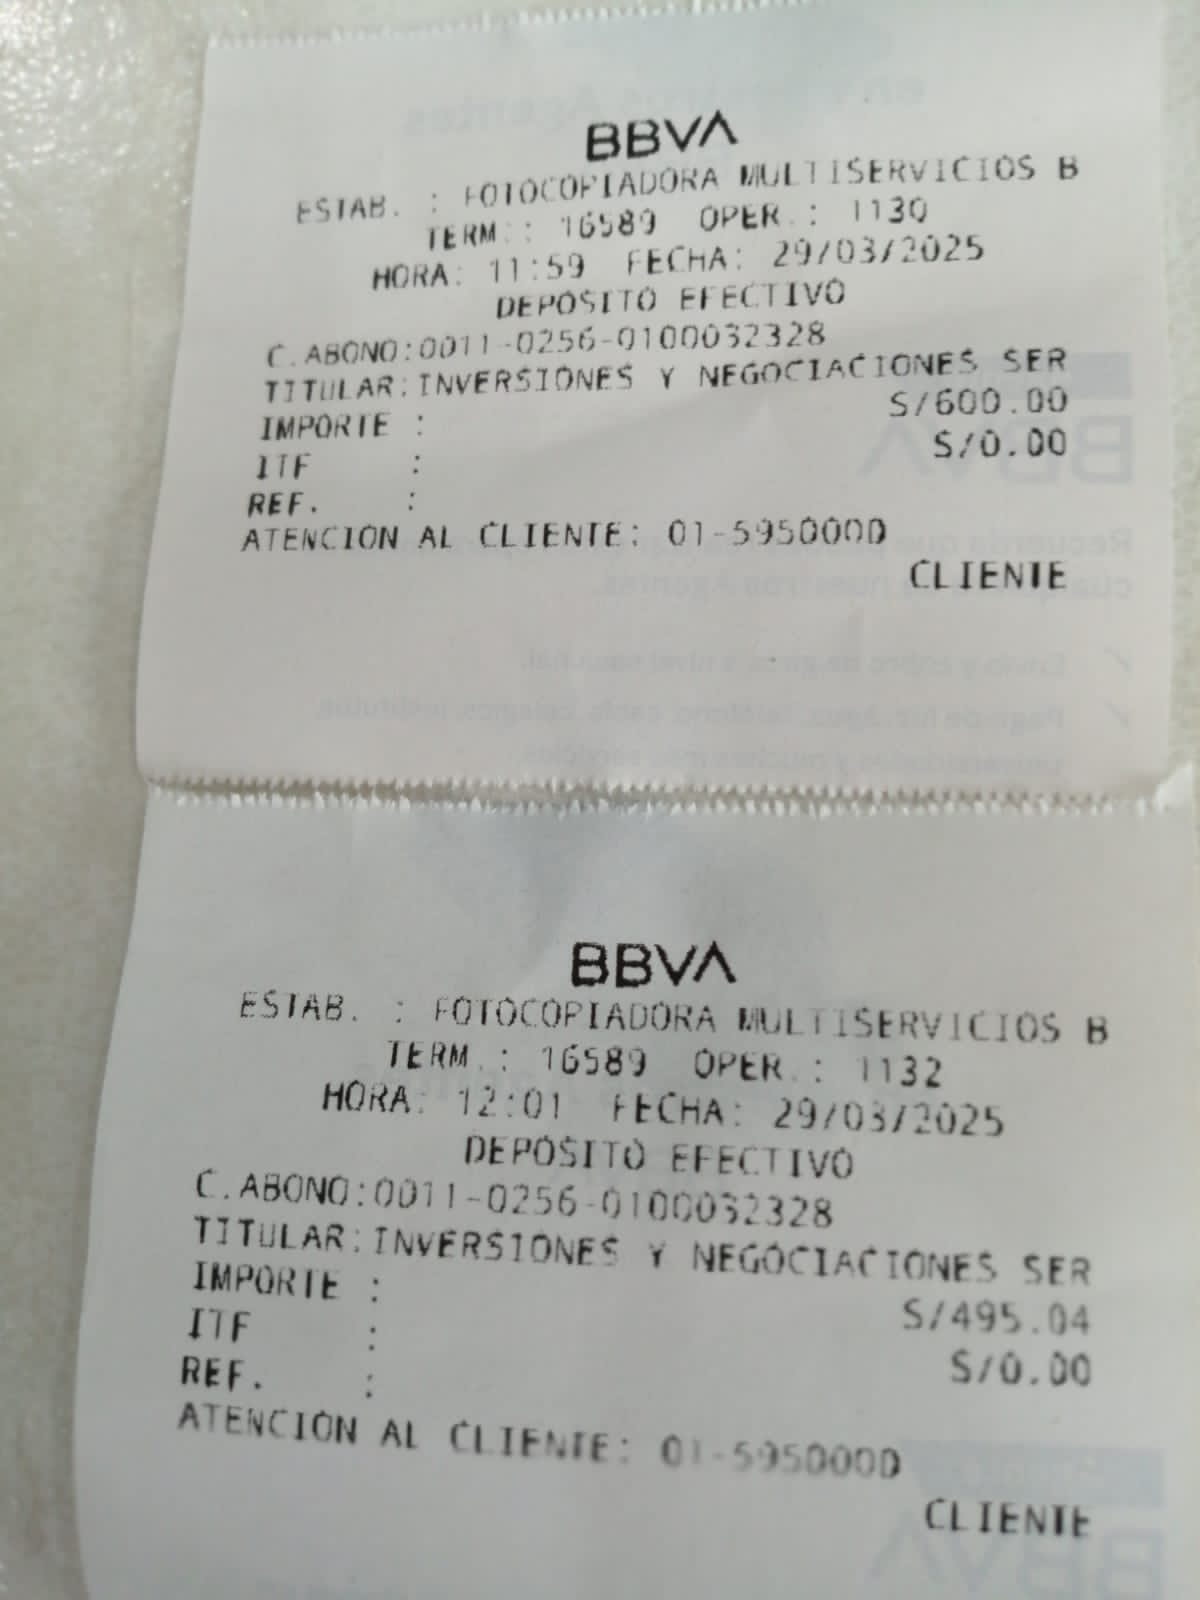 BBVA
ESTAB. : FOTOCOPIADORA MULTISERVICIOS B
TERM.: 16589 OPER.: 1130
HORA: 11:59 FECHA: 29/03/2025
DEPOSITO EFECTIVO
C.ABONO:0011-0256-0100032328
TITULAR:INVERSIONES Y NEGOCIACIONES SER
IMPORTE : S/600.00
ITF : S/0.00
REF. :
ATENCION AL CLIENTE: 01-5950000
CLIENTE
BBVA
ESTAB. : FOTOCOPIADORA MULTISERVICIOS B
TERM.: 16589 OPER.: 1132
HORA: 12:01 FECHA: 29/03/2025
DEPOSITO EFECTIVO
C.ABONO:0011-0256-0100032328
TITULAR:INVERSIONES Y NEGOCIACIONES SER
IMPORTE : S/495.04
ITF : S/0.00
REF. :
ATENCION AL CLIENTE: 01-5950000
CLIENTE